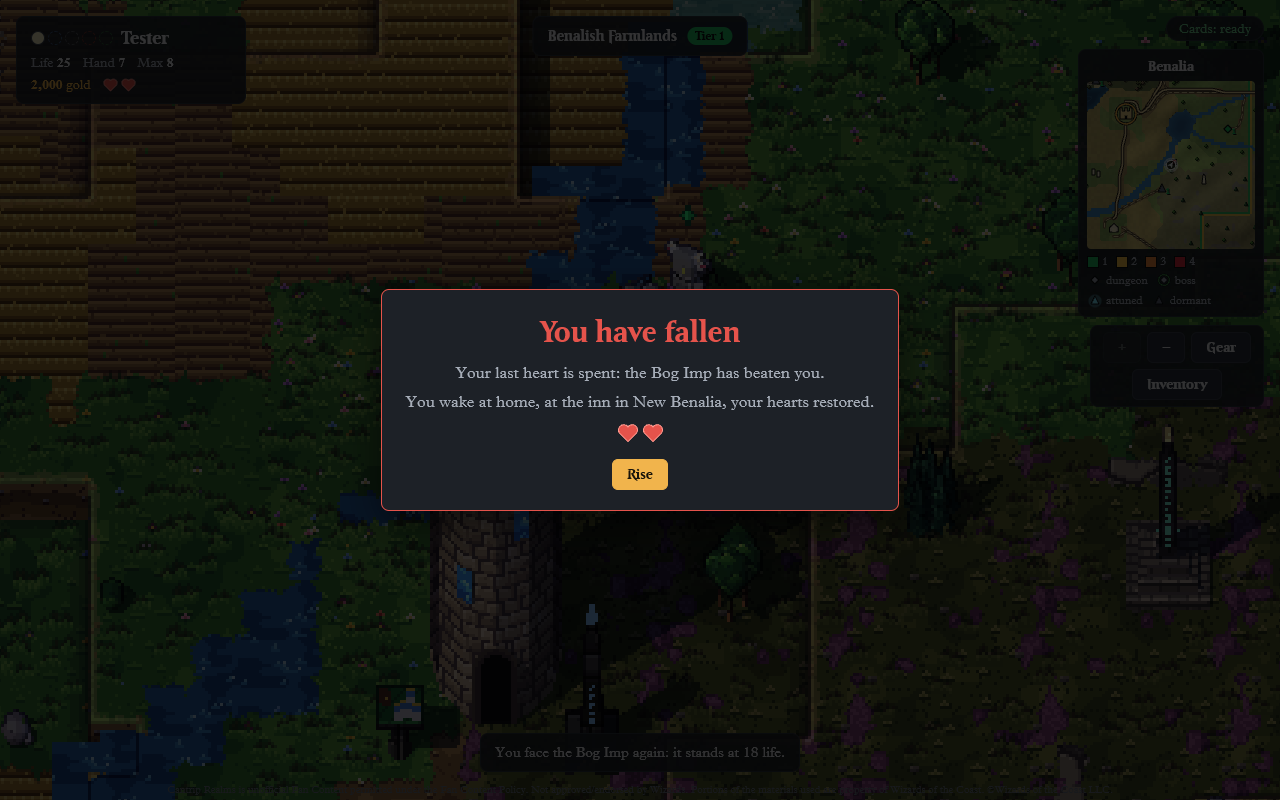 Tester
Life 25 Hand 7 Max 8
2,000 gold
Benalish Farmlands Tier 1
Cards: ready
Benalia
1 2 3 4
dungeon boss
attuned dormant
+ − Gear
Inventory
You have fallen
Your last heart is spent: the Bog Imp has beaten you.
You wake at home, at the inn in New Benalia, your hearts restored.
Rise
You face the Bog Imp again: it stands at 18 life.